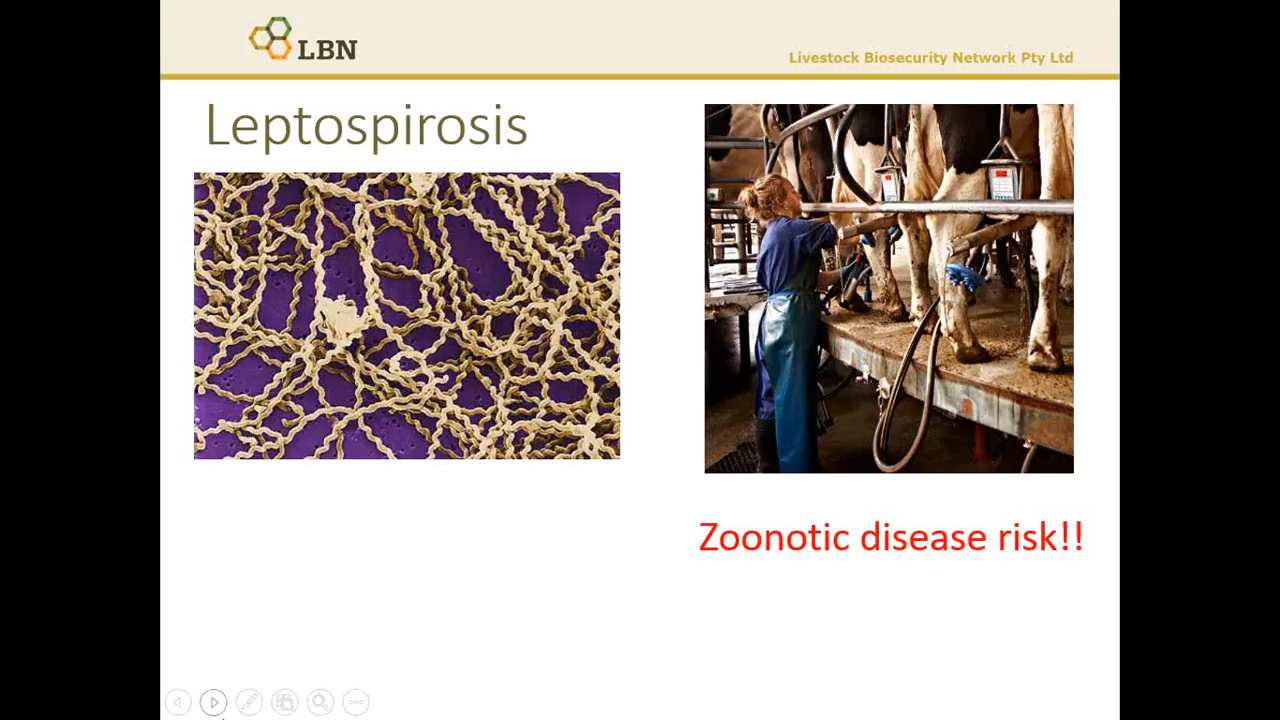 LBN
Livestock Biosecurity Network Pty Ltd
Leptospirosis
Zoonotic disease risk!!